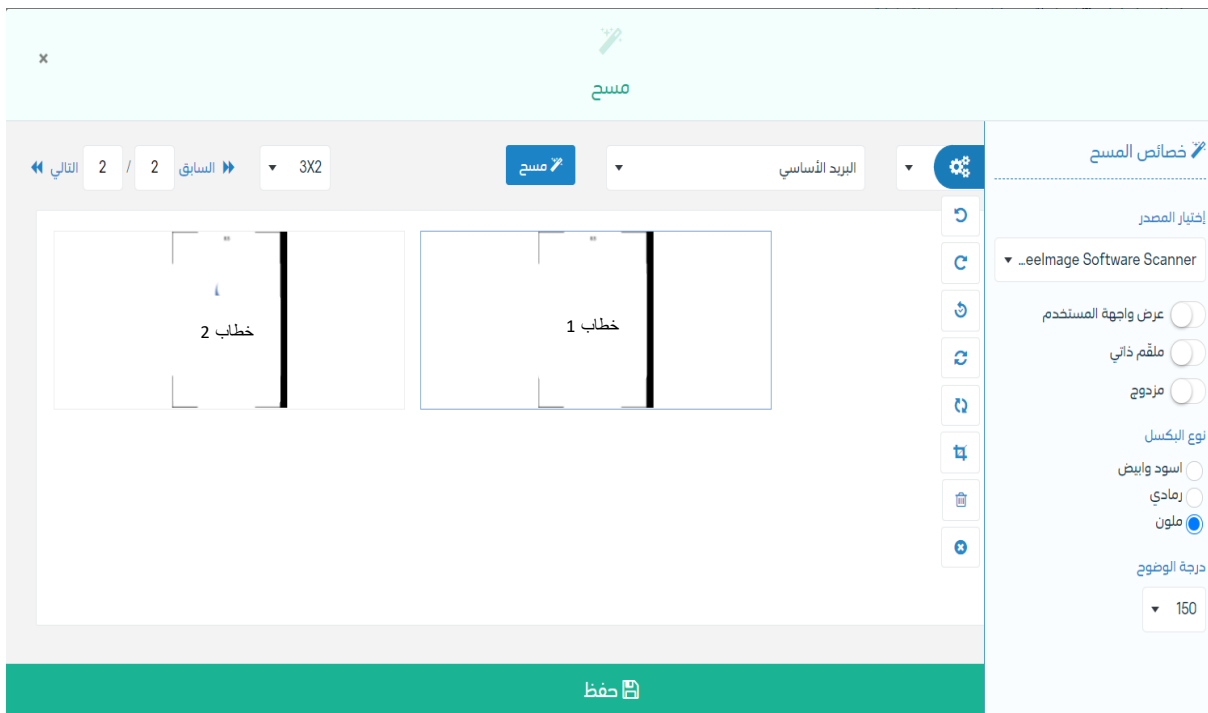 ×
مسح
خصائص المسح
إختيار المصدر
...eeImage Software Scanner
عرض واجهة المستخدم
ملقّم ذاتي
مزدوج
نوع البكسل
اسود وابيض
رمادي
ملون
درجة الوضوح
150
البريد الأساسي
مسح
3X2
السابق 2 / 2 التالي
خطاب 1
خطاب 2
حفظ